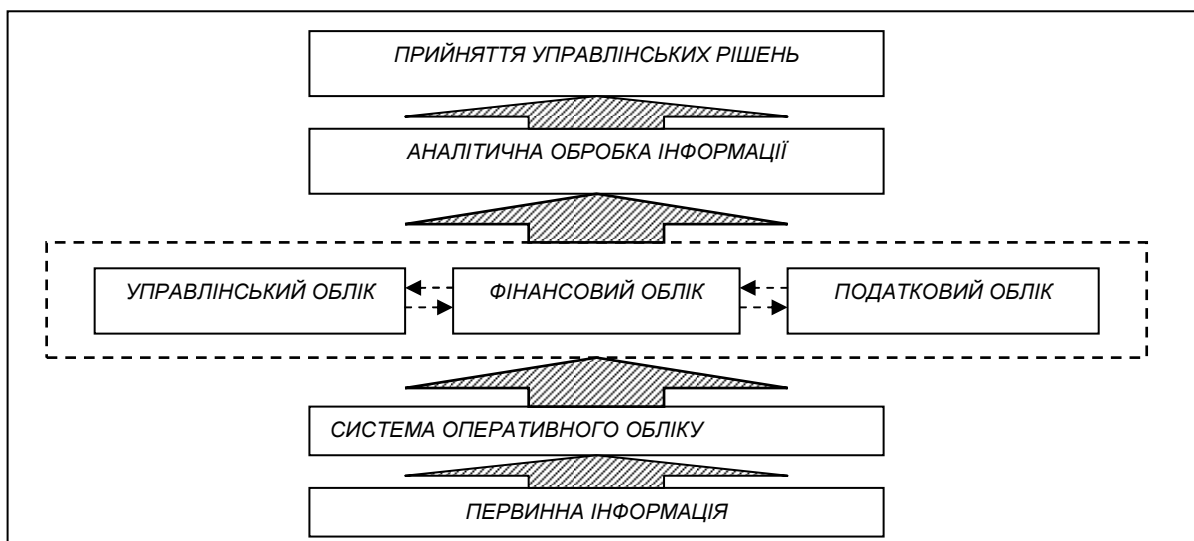 ПРИЙНЯТТЯ УПРАВЛІНСЬКИХ РІШЕНЬ
АНАЛІТИЧНА ОБРОБКА ІНФОРМАЦІЇ
УПРАВЛІНСЬКИЙ ОБЛІК
ФІНАНСОВИЙ ОБЛІК
ПОДАТКОВИЙ ОБЛІК
СИСТЕМА ОПЕРАТИВНОГО ОБЛІКУ
ПЕРВИННА ІНФОРМАЦІЯ